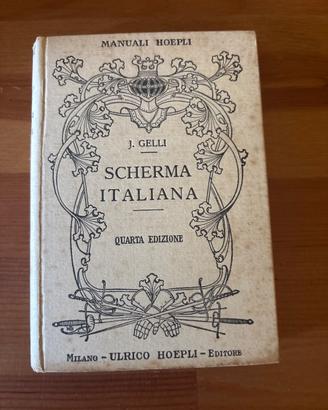 MANUALI HOEPLI
J. GELLI
SCHERMA
ITALIANA
QUARTA EDIZIONE
MILANO - ULRICO HOEPLI - EDITORE